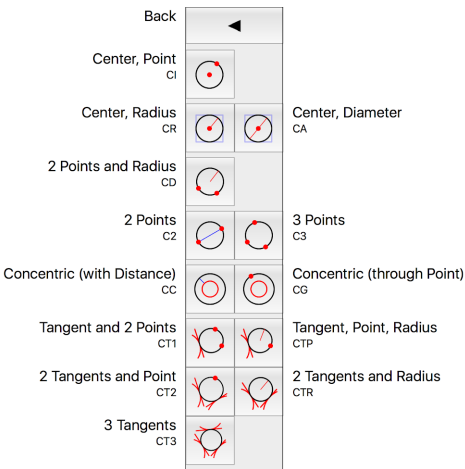 Back
Center, Point
CI
Center, Radius
CR
Center, Diameter
CA
2 Points and Radius
CD
2 Points
C2
3 Points
C3
Concentric (with Distance)
CC
Concentric (through Point)
CG
Tangent and 2 Points
CT1
Tangent, Point, Radius
CTP
2 Tangents and Point
CT2
2 Tangents and Radius
CTR
3 Tangents
CT3